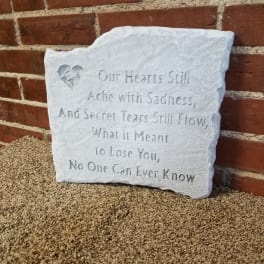 Our Hearts Still
Ache with Sadness,
And Secret Tears Still Flow,
What it Meant
to Lose You,
No One Can Ever Know